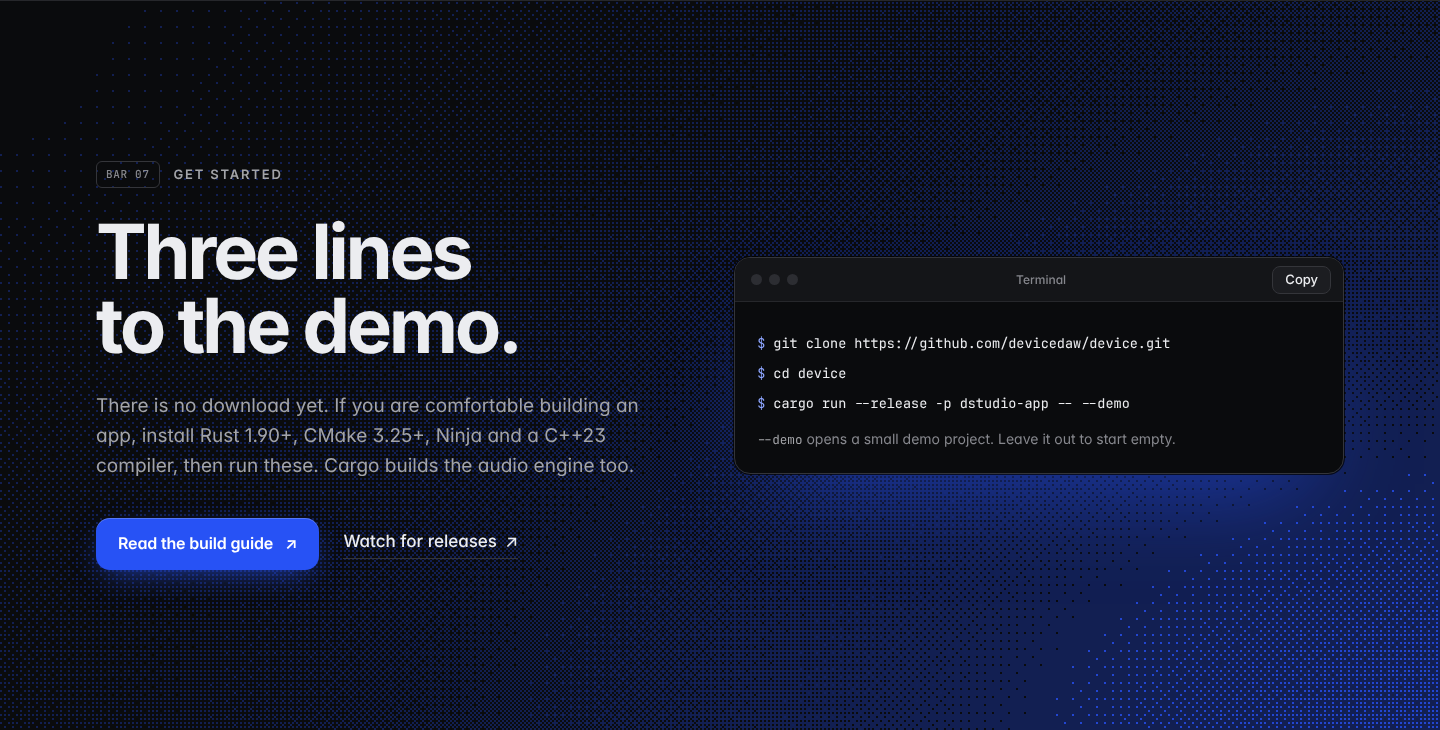 BAR 07 GET STARTED
Three lines
to the demo.
There is no download yet. If you are comfortable building an
app, install Rust 1.90+, CMake 3.25+, Ninja and a C++23
compiler, then run these. Cargo builds the audio engine too.
Read the build guide ↗ Watch for releases ↗
Terminal Copy
$ git clone https://github.com/devicedaw/device.git
$ cd device
$ cargo run --release -p dstudio-app -- --demo
--demo opens a small demo project. Leave it out to start empty.